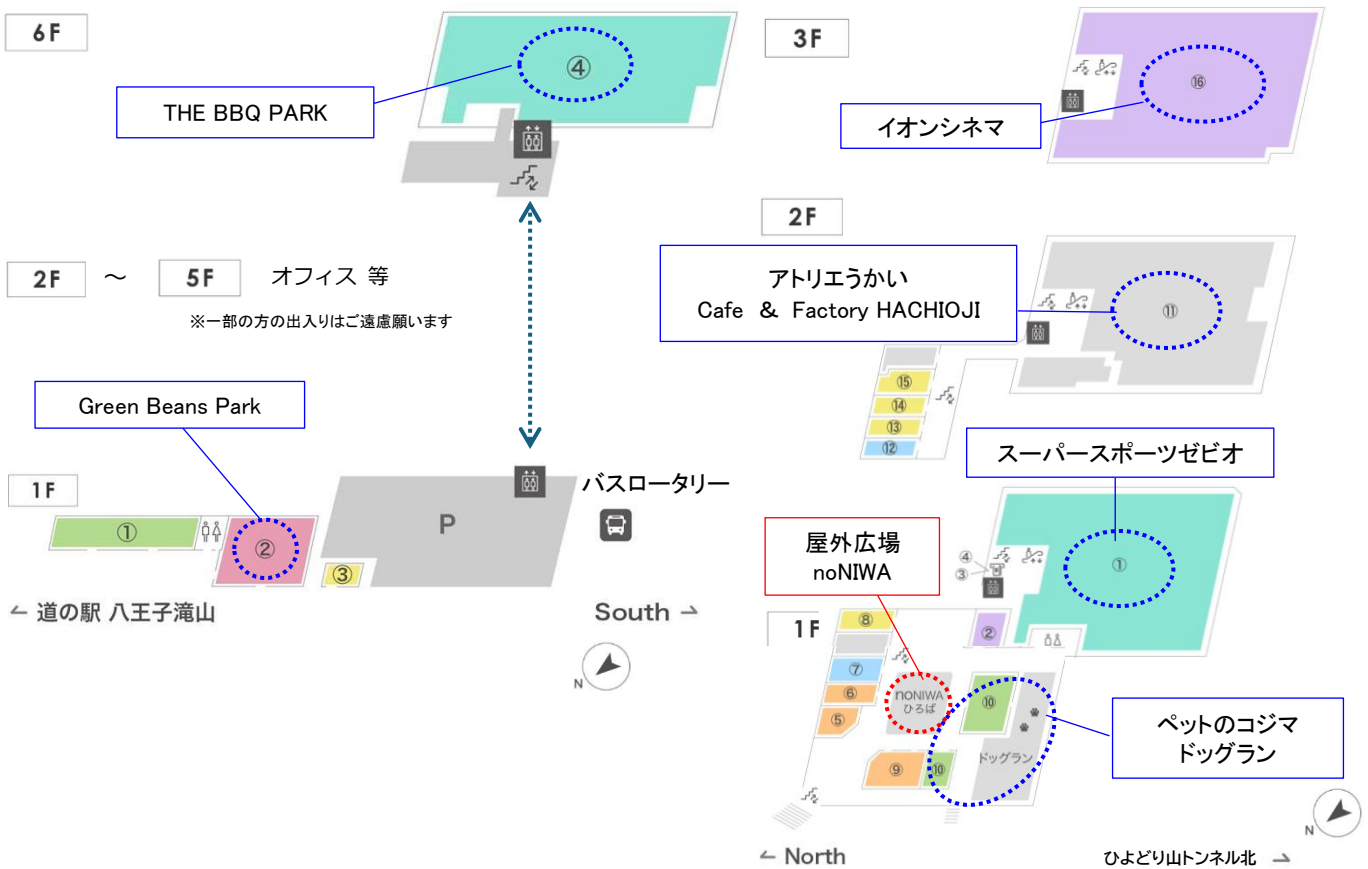 6F
④
THE BBQ PARK
2F ～ 5F オフィス 等
※一部の方の出入りはご遠慮願います
Green Beans Park
1F
①
②
③
P
バスロータリー
← 道の駅 八王子滝山
South →
N
3F
⑯
イオンシネマ
2F
アトリエうかい
Cafe ＆ Factory HACHIOJI
⑪
⑮
⑭
⑬
⑫
スーパースポーツゼビオ
屋外広場
noNIWA
④
③
①
1F
⑧
②
⑦
⑥
⑤
noNIWA
ひろば
⑩
ペットのコジマ
ドッグラン
ドッグラン
⑨
⑩
N
← North
ひよどり山トンネル北 →